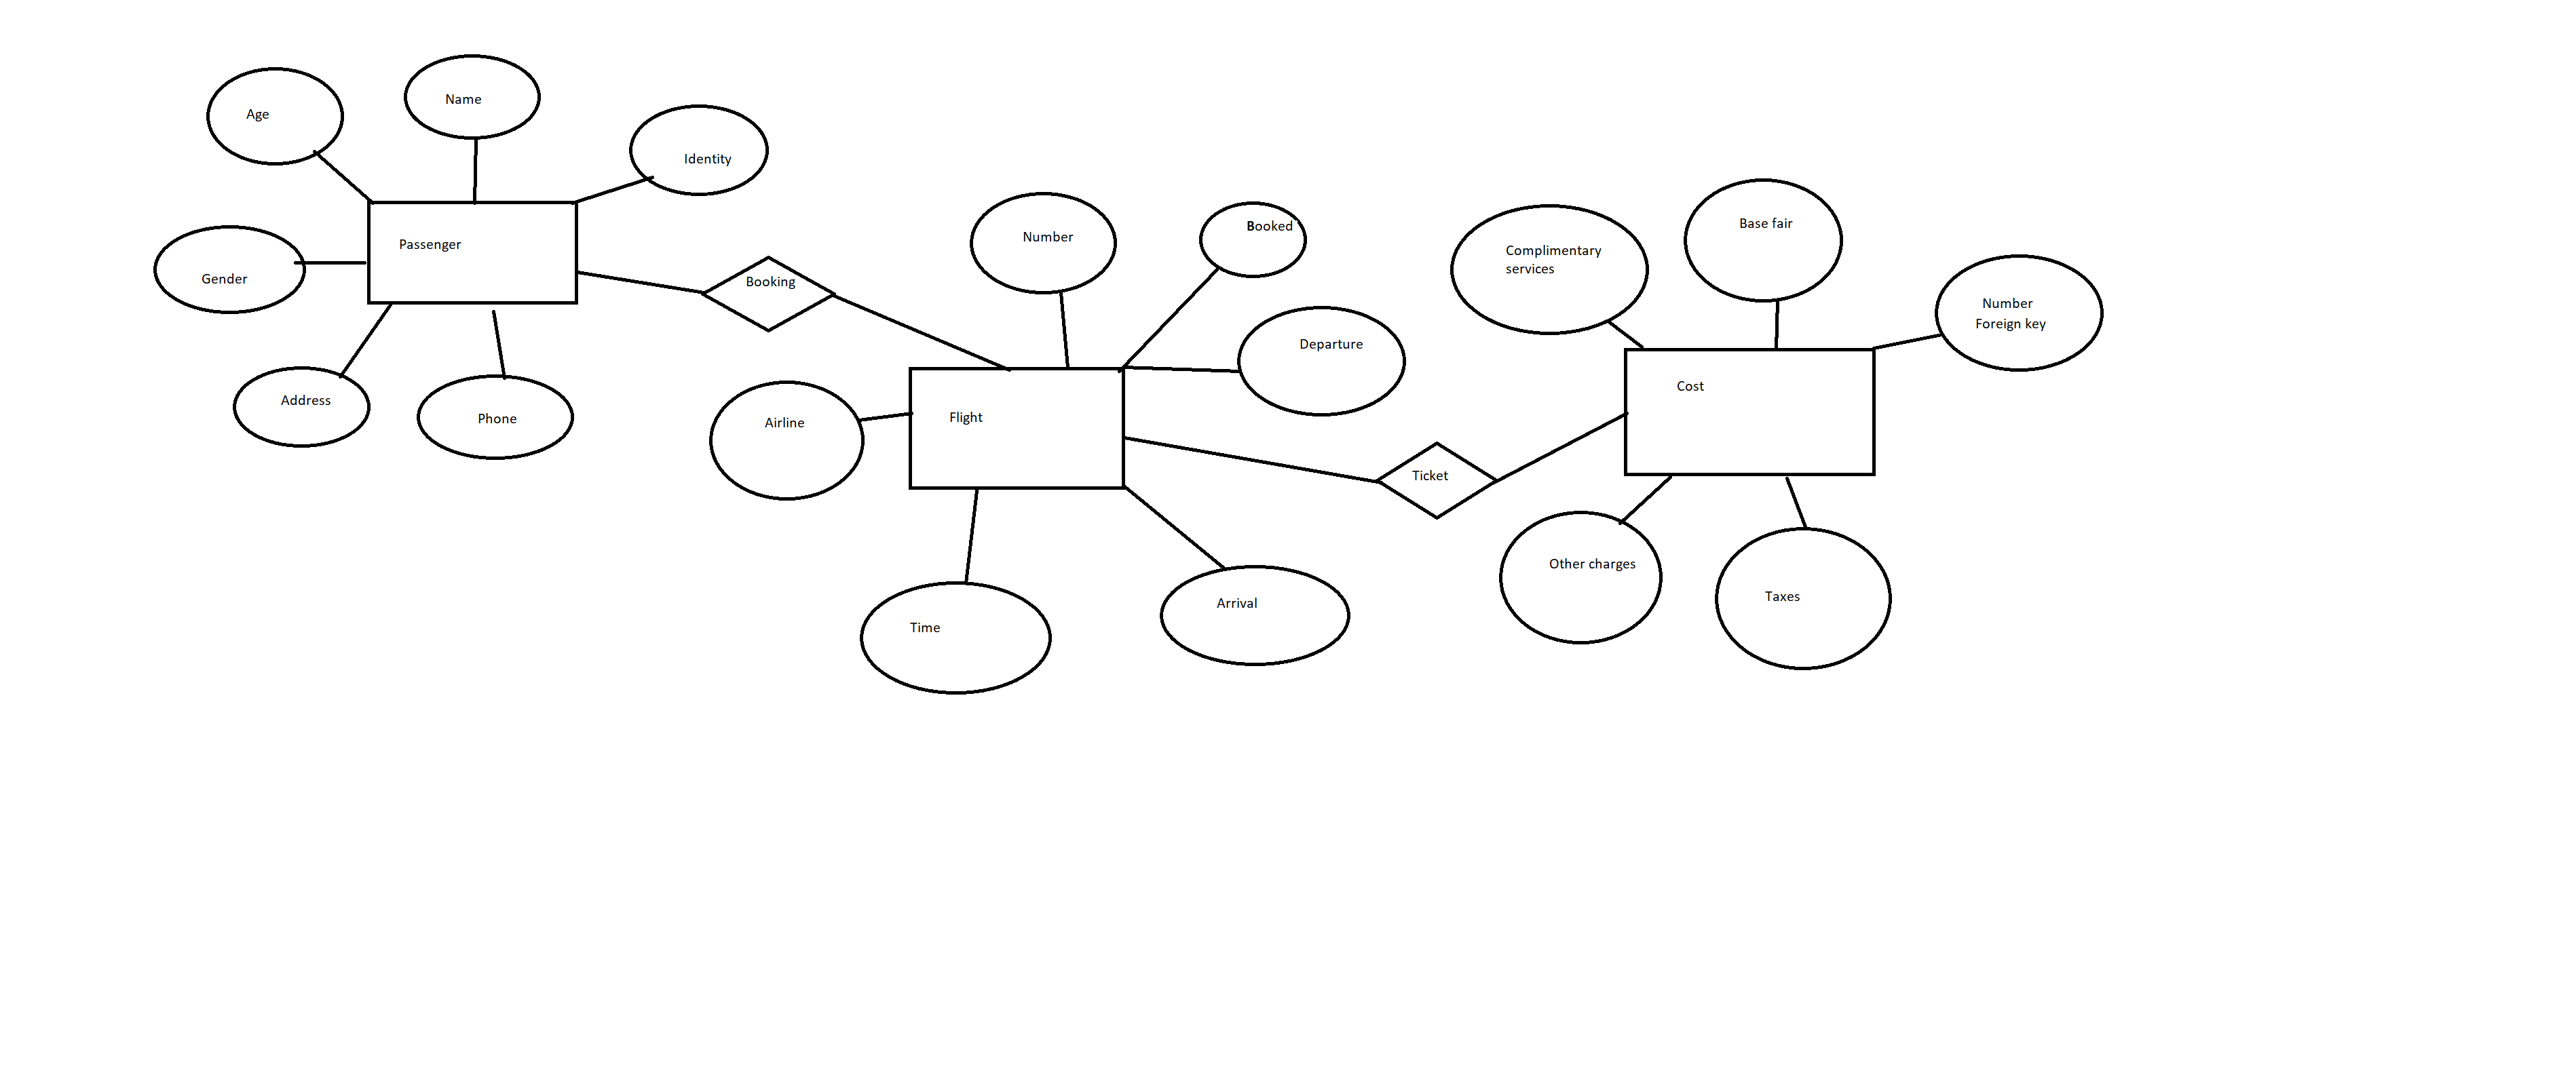 Age
Name
Identity
Passenger
Gender
Address
Phone
Booking
Number
Booked
Departure
Airline
Flight
Time
Arrival
Ticket
Complimentary
services
Base fair
Number
Foreign key
Cost
Other charges
Taxes